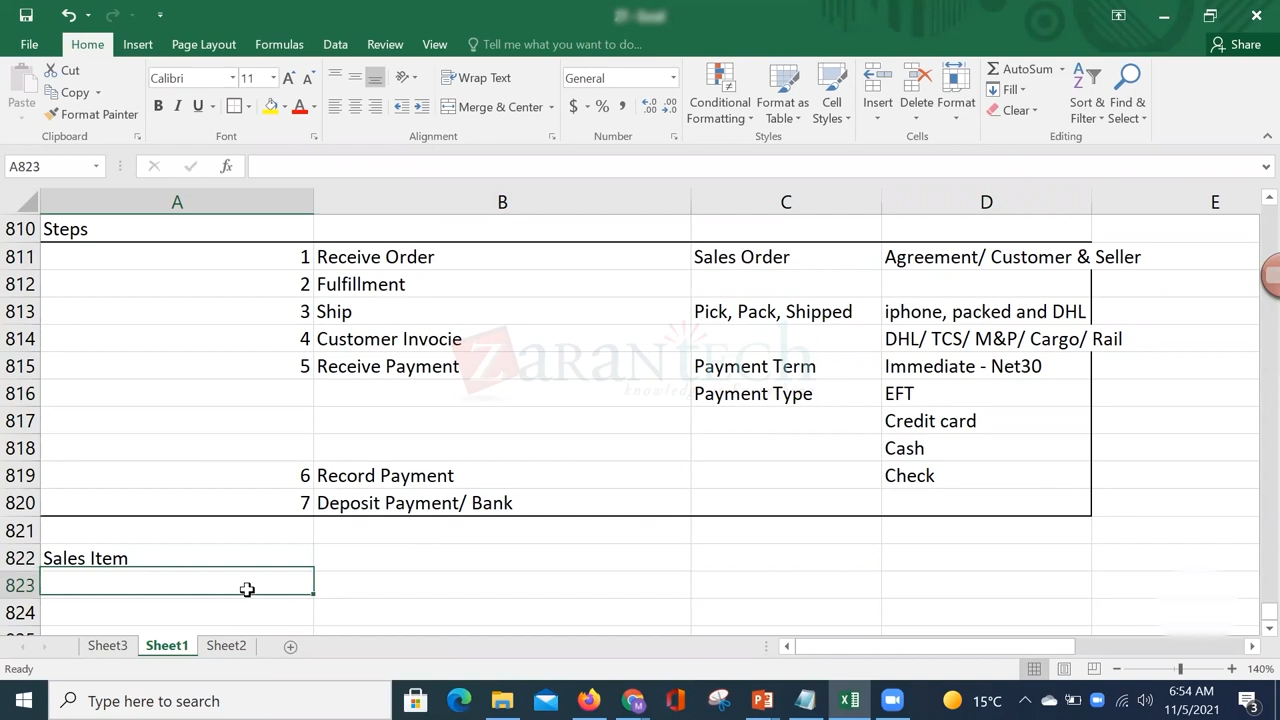 File Home Insert Page Layout Formulas Data Review View Tell me what you want to do... Share
Cut
Copy
Format Painter
Paste
Calibri 11
B I U
Wrap Text
Merge & Center
General
$ % ,
Conditional Formatting
Format as Table
Cell Styles
Insert Delete Format
AutoSum
Fill
Clear
Sort & Filter
Find & Select
Clipboard Font Alignment Number Styles Cells Editing
A823 fx
A B C D E
810 Steps
811 1 Receive Order Sales Order Agreement/ Customer & Seller
812 2 Fulfillment
813 3 Ship Pick, Pack, Shipped iphone, packed and DHL
814 4 Customer Invocie DHL/ TCS/ M&P/ Cargo/ Rail
815 5 Receive Payment Payment Term Immediate - Net30
816 Payment Type EFT
817 Credit card
818 Cash
819 6 Record Payment Check
820 7 Deposit Payment/ Bank
821
822 Sales Item
823
824
ZaranTech
Sheet3 Sheet1 Sheet2
Ready 140%
Type here to search 15°C 6:54 AM
11/5/2021 3